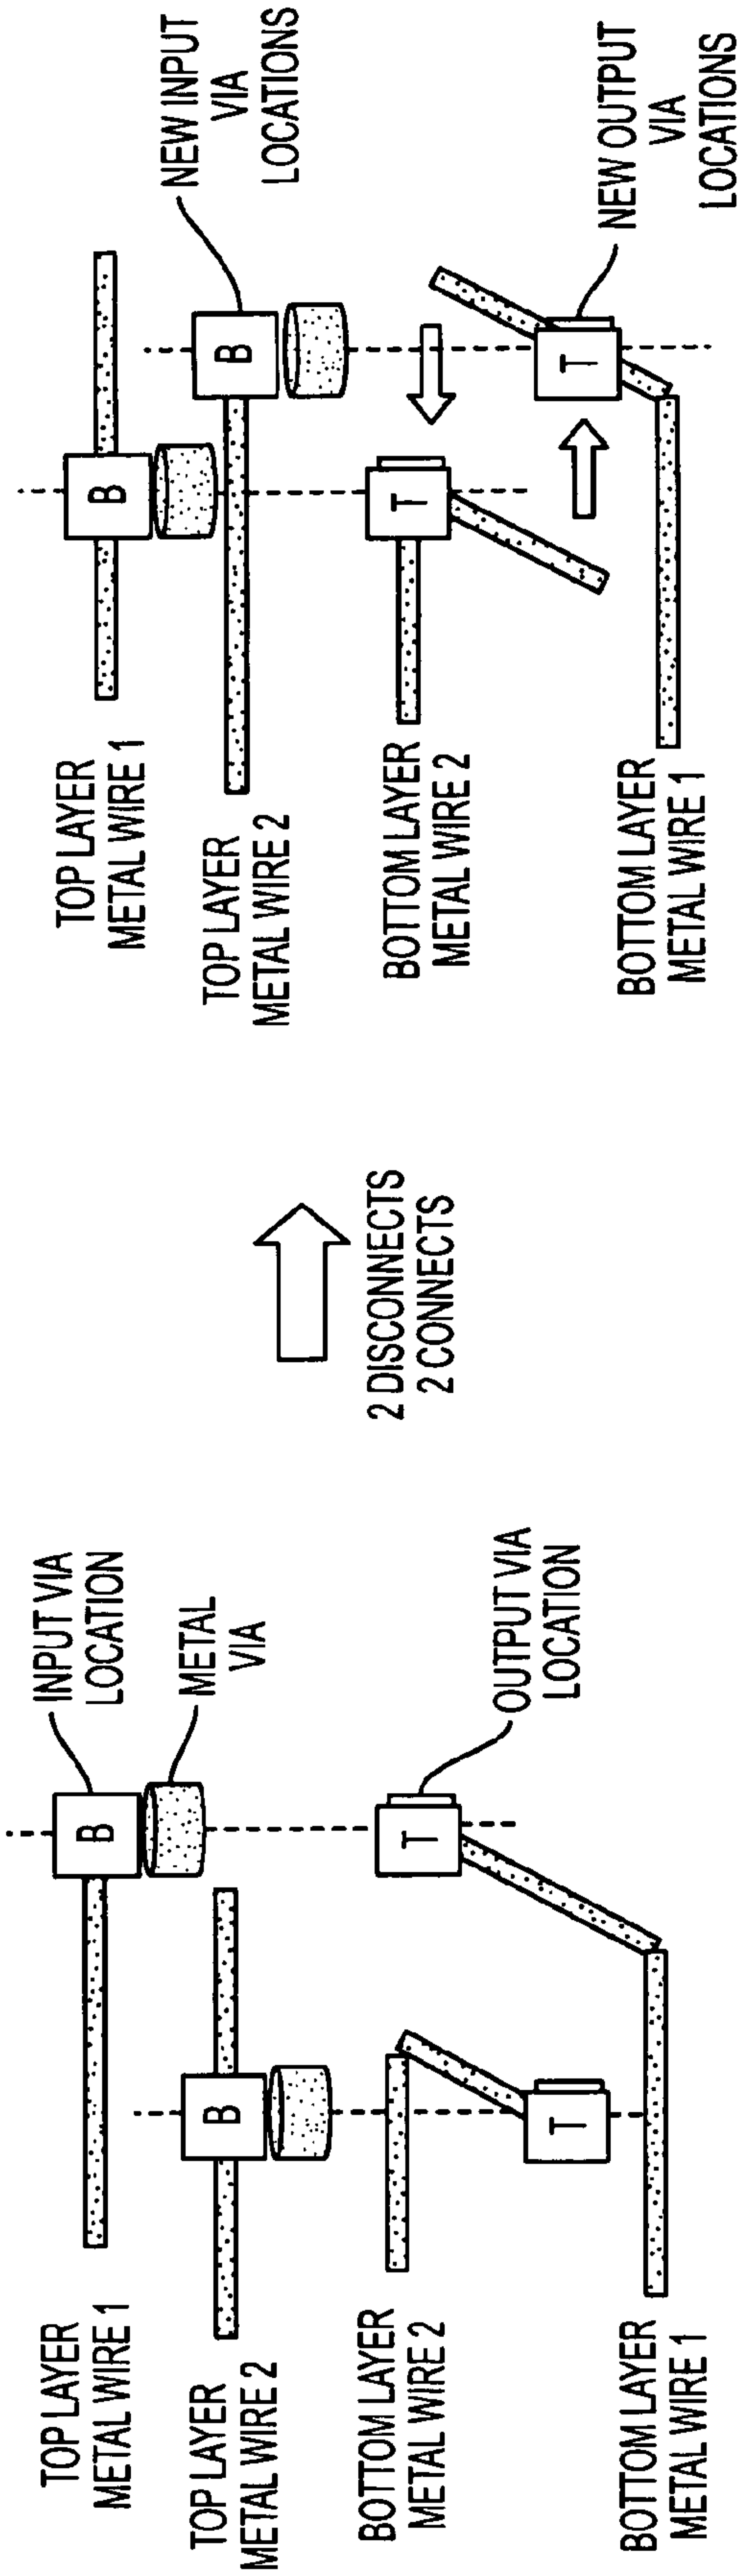 TOP LAYER
METAL WIRE 1
TOP LAYER
METAL WIRE 2
BOTTOM LAYER
METAL WIRE 2
BOTTOM LAYER
METAL WIRE 1
B
B
T
T
INPUT VIA
LOCATION
METAL
VIA
OUTPUT VIA
LOCATION
2 DISCONNECTS
2 CONNECTS
TOP LAYER
METAL WIRE 1
TOP LAYER
METAL WIRE 2
BOTTOM LAYER
METAL WIRE 2
BOTTOM LAYER
METAL WIRE 1
B
B
T
T
NEW INPUT
VIA
LOCATIONS
NEW OUTPUT
VIA
LOCATIONS